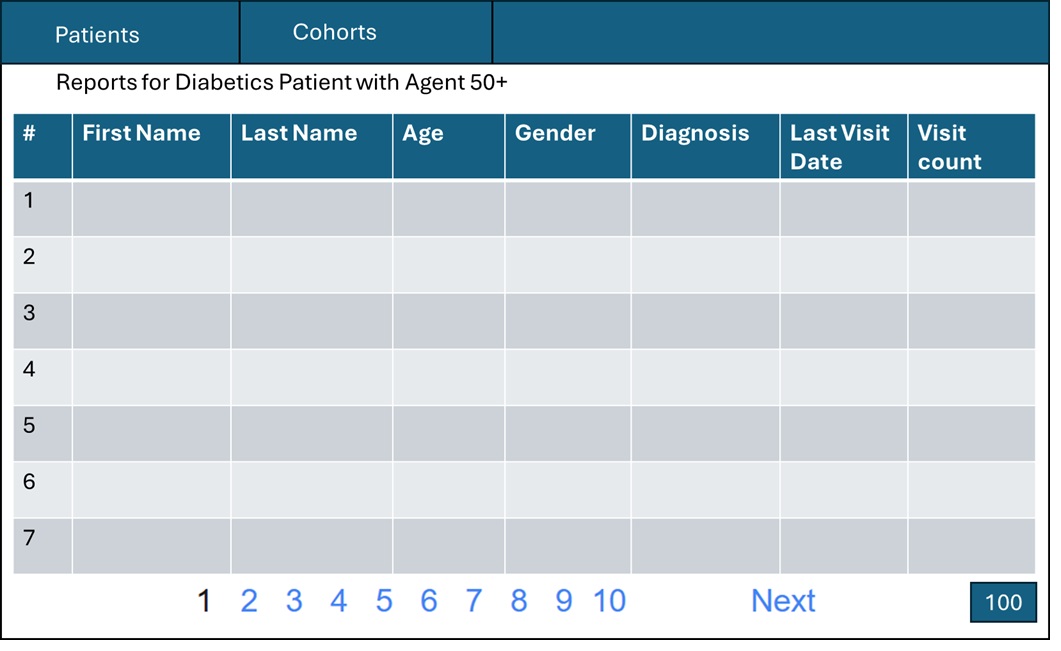 Patients Cohorts
Reports for Diabetics Patient with Agent 50+
# First Name Last Name Age Gender Diagnosis Last Visit Date Visit count
1
2
3
4
5
6
7
1 2 3 4 5 6 7 8 9 10 Next 100